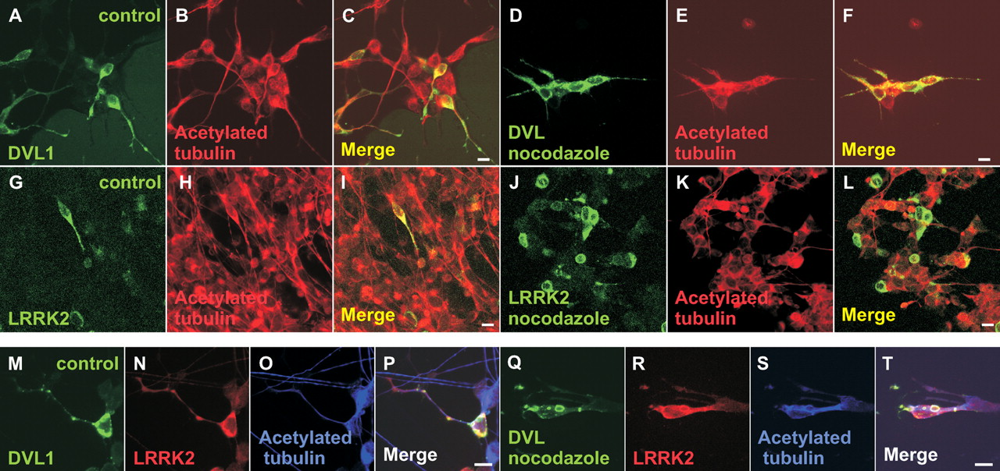 A control
DVL1
B
Acetylated
tubulin
C
Merge
D
DVL
nocodazole
E
Acetylated
tubulin
F
Merge
G control
LRRK2
H
Acetylated
tubulin
I
Merge
J
LRRK2
nocodazole
K
Acetylated
tubulin
L
Merge
M control
DVL1
N
LRRK2
O
Acetylated
tubulin
P
Merge
Q
DVL
nocodazole
R
LRRK2
S
Acetylated
tubulin
T
Merge